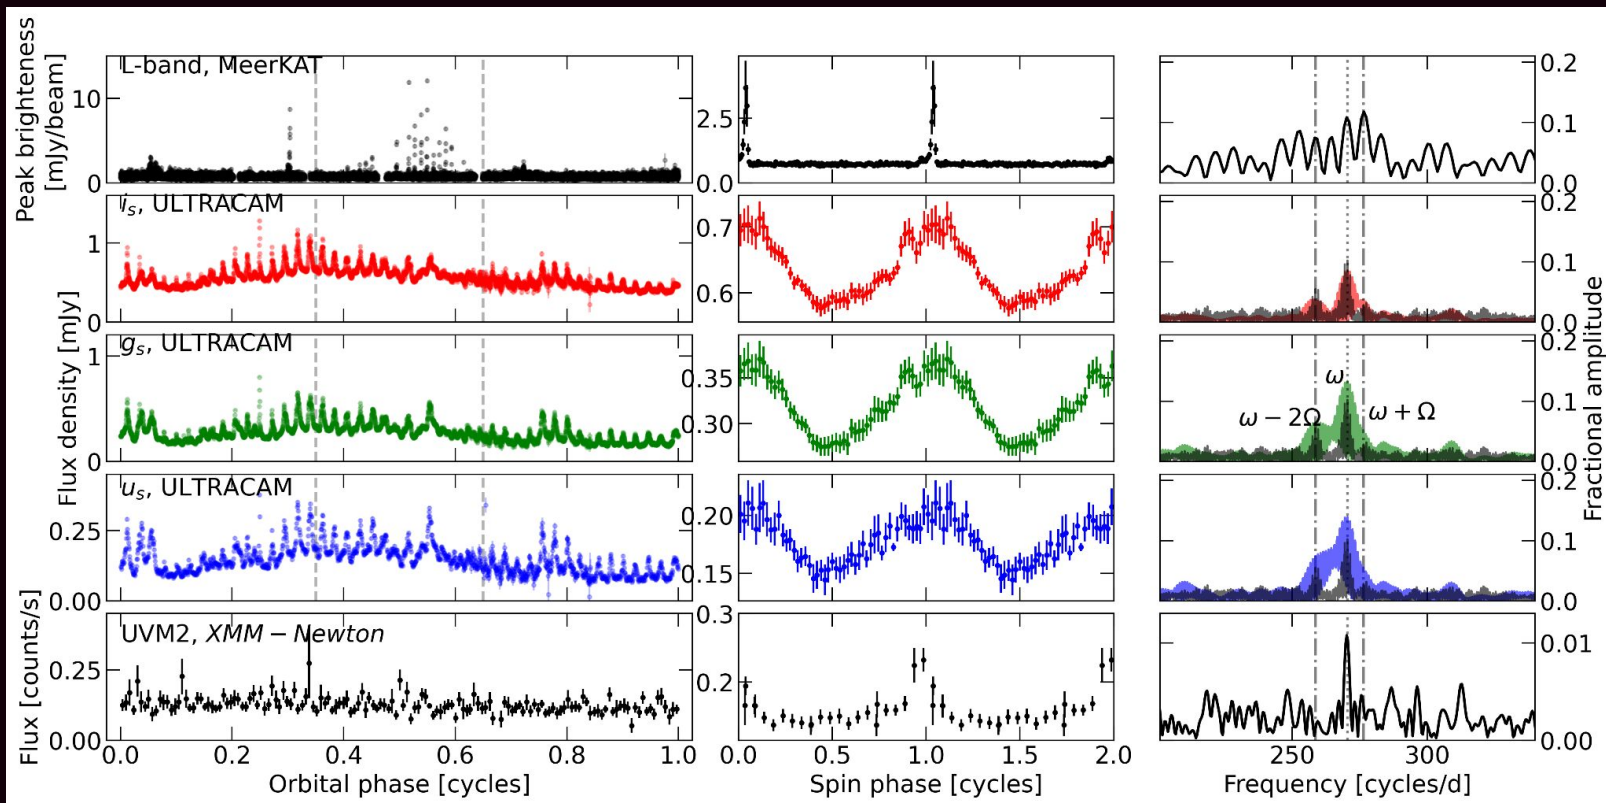 Peak brightness
[mJy/beam]
L-band, MeerKAT
10
0
2.5
0.0
0.2
0.1
0.0
i_s, ULTRACAM
1
0
0.7
0.6
0.2
0.1
0.0
Flux density [mJy]
Fractional amplitude
g_s, ULTRACAM
1
0
0.35
0.30
ω − 2Ω
ω
ω + Ω
0.2
0.1
0.0
u_s, ULTRACAM
0.25
0.00
0.20
0.15
0.2
0.1
0.0
Flux [counts/s]
UVM2, XMM − Newton
0.25
0.00
0.3
0.2
0.01
0.00
0.0 0.2 0.4 0.6 0.8 1.0
Orbital phase [cycles]
0.0 0.5 1.0 1.5 2.0
Spin phase [cycles]
250 300
Frequency [cycles/d]